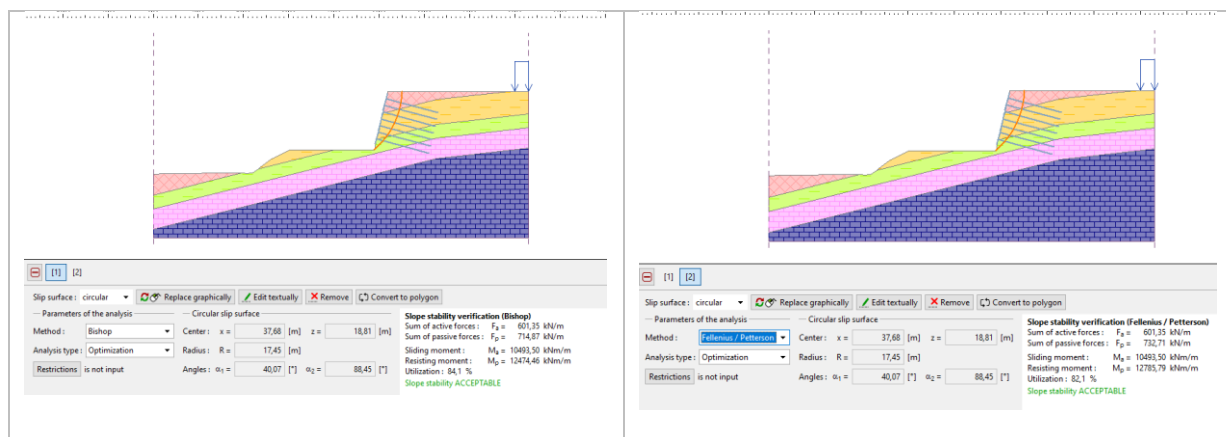 [1] [2]
Slip surface : circular Replace graphically Edit textually Remove Convert to polygon
Parameters of the analysis Circular slip surface
Method : Bishop Center : x = 37,68 [m] z = 18,81 [m]
Analysis type : Optimization Radius : R = 17,45 [m]
Restrictions is not input Angles : α1 = 40,07 [°] α2 = 88,45 [°]
Slope stability verification (Bishop)
Sum of active forces : Fa = 601,35 kN/m
Sum of passive forces : Fp = 714,87 kN/m
Sliding moment : Ma = 10493,50 kNm/m
Resisting moment : Mp = 12474,46 kNm/m
Utilization : 84,1 %
Slope stability ACCEPTABLE
[1] [2]
Slip surface : circular Replace graphically Edit textually Remove Convert to polygon
Parameters of the analysis Circular slip surface
Method : Fellenius / Petterson Center : x = 37,68 [m] z = 18,81 [m]
Analysis type : Optimization Radius : R = 17,45 [m]
Restrictions is not input Angles : α1 = 40,07 [°] α2 = 88,45 [°]
Slope stability verification (Fellenius / Petterson)
Sum of active forces : Fa = 601,35 kN/m
Sum of passive forces : Fp = 732,71 kN/m
Sliding moment : Ma = 10493,50 kNm/m
Resisting moment : Mp = 12785,79 kNm/m
Utilization : 82,1 %
Slope stability ACCEPTABLE